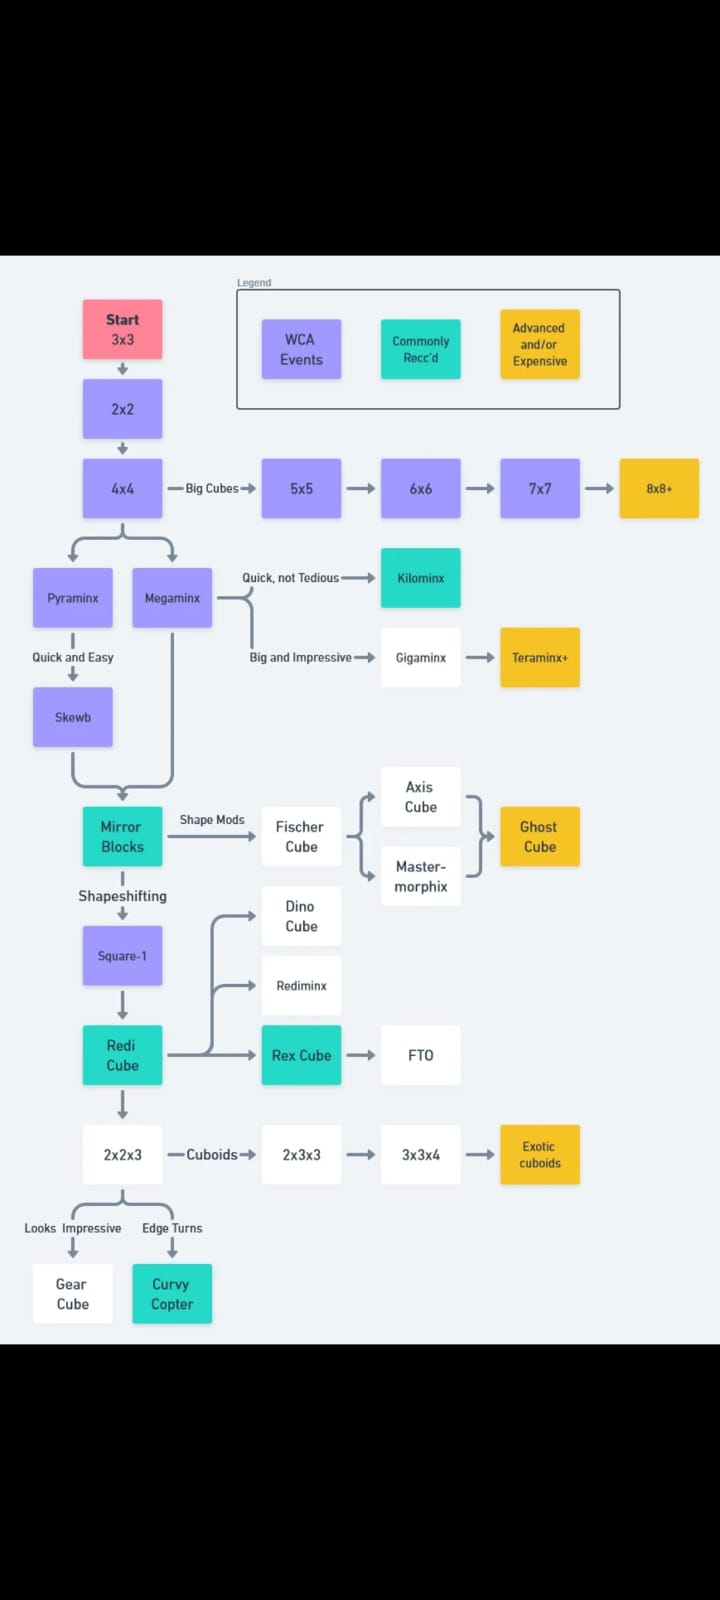 Legend
Start
3x3
WCA
Events
Commonly
Recc'd
Advanced
and/or
Expensive
2x2
4x4
Big Cubes
5x5
6x6
7x7
8x8+
Pyraminx
Megaminx
Quick, not Tedious
Kilominx
Quick and Easy
Big and Impressive
Gigaminx
Teraminx+
Skewb
Mirror
Blocks
Shape Mods
Fischer
Cube
Axis
Cube
Master-
morphix
Ghost
Cube
Shapeshifting
Dino
Cube
Square-1
Rediminx
Redi
Cube
Rex Cube
FTO
2x2x3
Cuboids
2x3x3
3x3x4
Exotic
cuboids
Looks Impressive
Edge Turns
Gear
Cube
Curvy
Copter